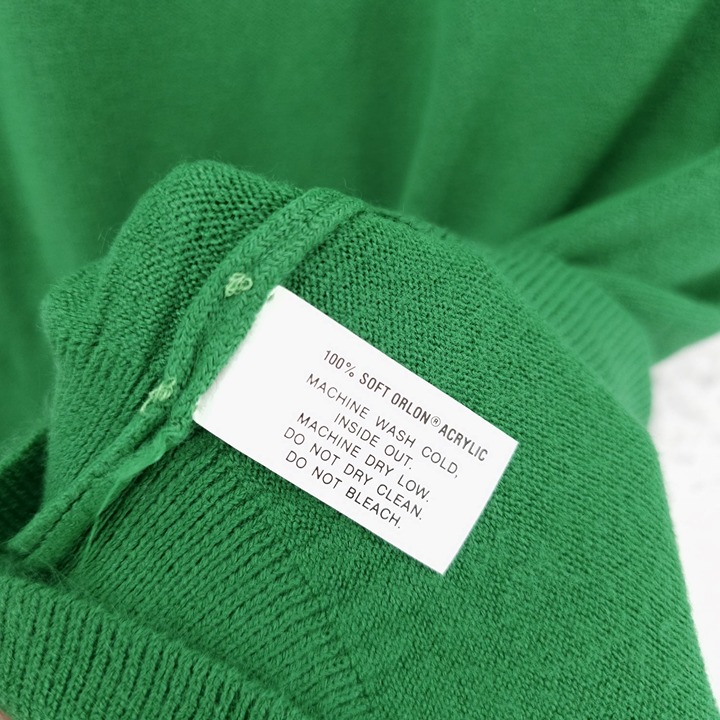 100% SOFT ORLON® ACRYLIC
MACHINE WASH COLD,
INSIDE OUT.
MACHINE DRY LOW.
DO NOT DRY CLEAN.
DO NOT BLEACH.